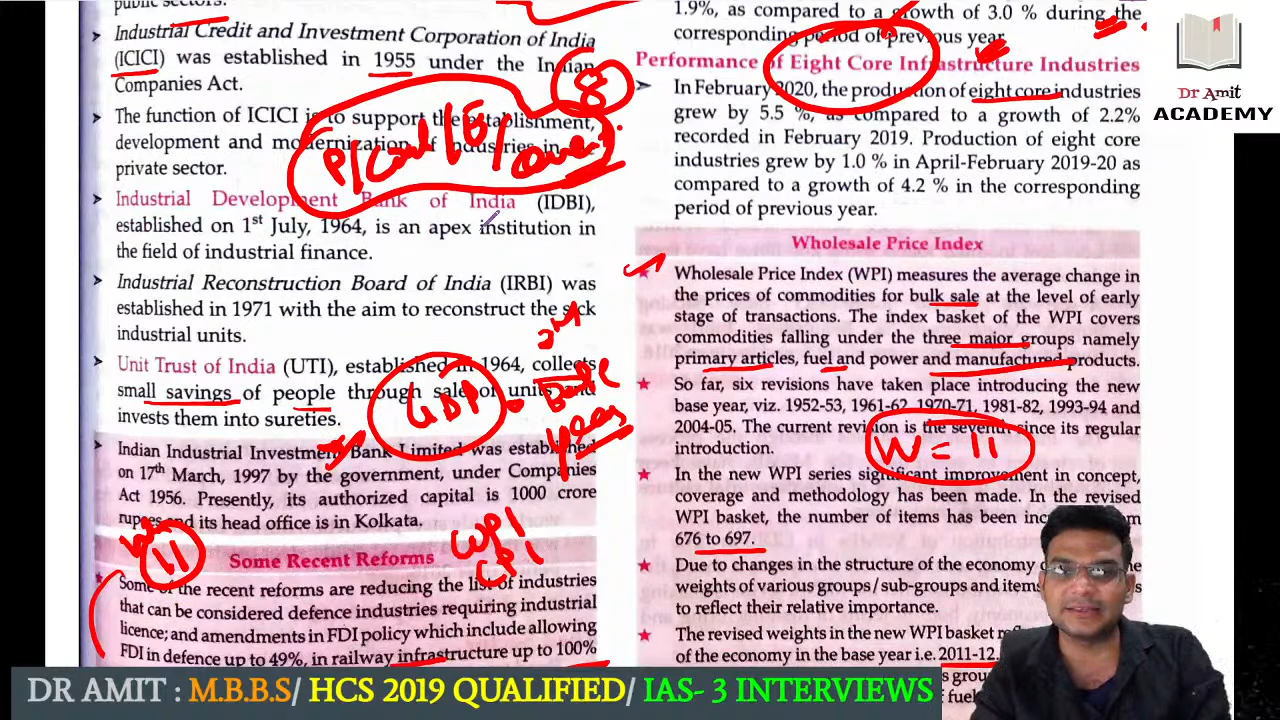 public sectors.
Industrial Credit and Investment Corporation of India
(ICICI) was established in 1955 under the Indian
Companies Act.
The function of ICICI is to support the establishment,
development and modernization of industries in
private sector.
Industrial Development Bank of India (IDBI),
established on 1st July, 1964, is an apex institution in
the field of industrial finance.
Industrial Reconstruction Board of India (IRBI) was
established in 1971 with the aim to reconstruct the sick
industrial units.
Unit Trust of India (UTI), established in 1964, collects
small savings of people through sale of units and
invests them into sureties.
Indian Industrial Investment Bank Limited was established
on 17th March, 1997 by the government, under Companies
Act 1956. Presently, its authorized capital is 1000 crore
rupees and its head office is in Kolkata.
Some Recent Reforms
Some of the recent reforms are reducing the list of industries
that can be considered defence industries requiring industrial
licence; and amendments in FDI policy which include allowing
FDI in defence up to 49%, in railway infrastructure up to 100%
8
GDP
Base
year
11
WPI
CPI
1.9%, as compared to a growth of 3.0 % during the
corresponding period of previous year.
Performance of Eight Core Infrastructure Industries
In February 2020, the production of eight core industries
grew by 5.5 %, as compared to a growth of 2.2%
recorded in February 2019. Production of eight core
industries grew by 1.0 % in April-February 2019-20 as
compared to a growth of 4.2 % in the corresponding
period of previous year.
Wholesale Price Index
Wholesale Price Index (WPI) measures the average change in
the prices of commodities for bulk sale at the level of early
stage of transactions. The index basket of the WPI covers
commodities falling under the three major groups namely
primary articles, fuel and power and manufactured products.
So far, six revisions have taken place introducing the new
base year, viz. 1952-53, 1961-62, 1970-71, 1981-82, 1993-94 and
2004-05. The current revision is the seventh since its regular
introduction.
W = 11
In the new WPI series significant improvement in concept,
coverage and methodology has been made. In the revised
WPI basket, the number of items has been
676 to 697.
Due to changes in the structure of the economy
weights of various groups/sub-groups and items
to reflect their relative importance.
The revised weights in the new WPI basket
of the economy in the base year i.e. 2011-12.
of fuel
Dr Amit
ACADEMY
DR AMIT : M.B.B.S/ HCS 2019 QUALIFIED/ IAS- 3 INTERVIEWS